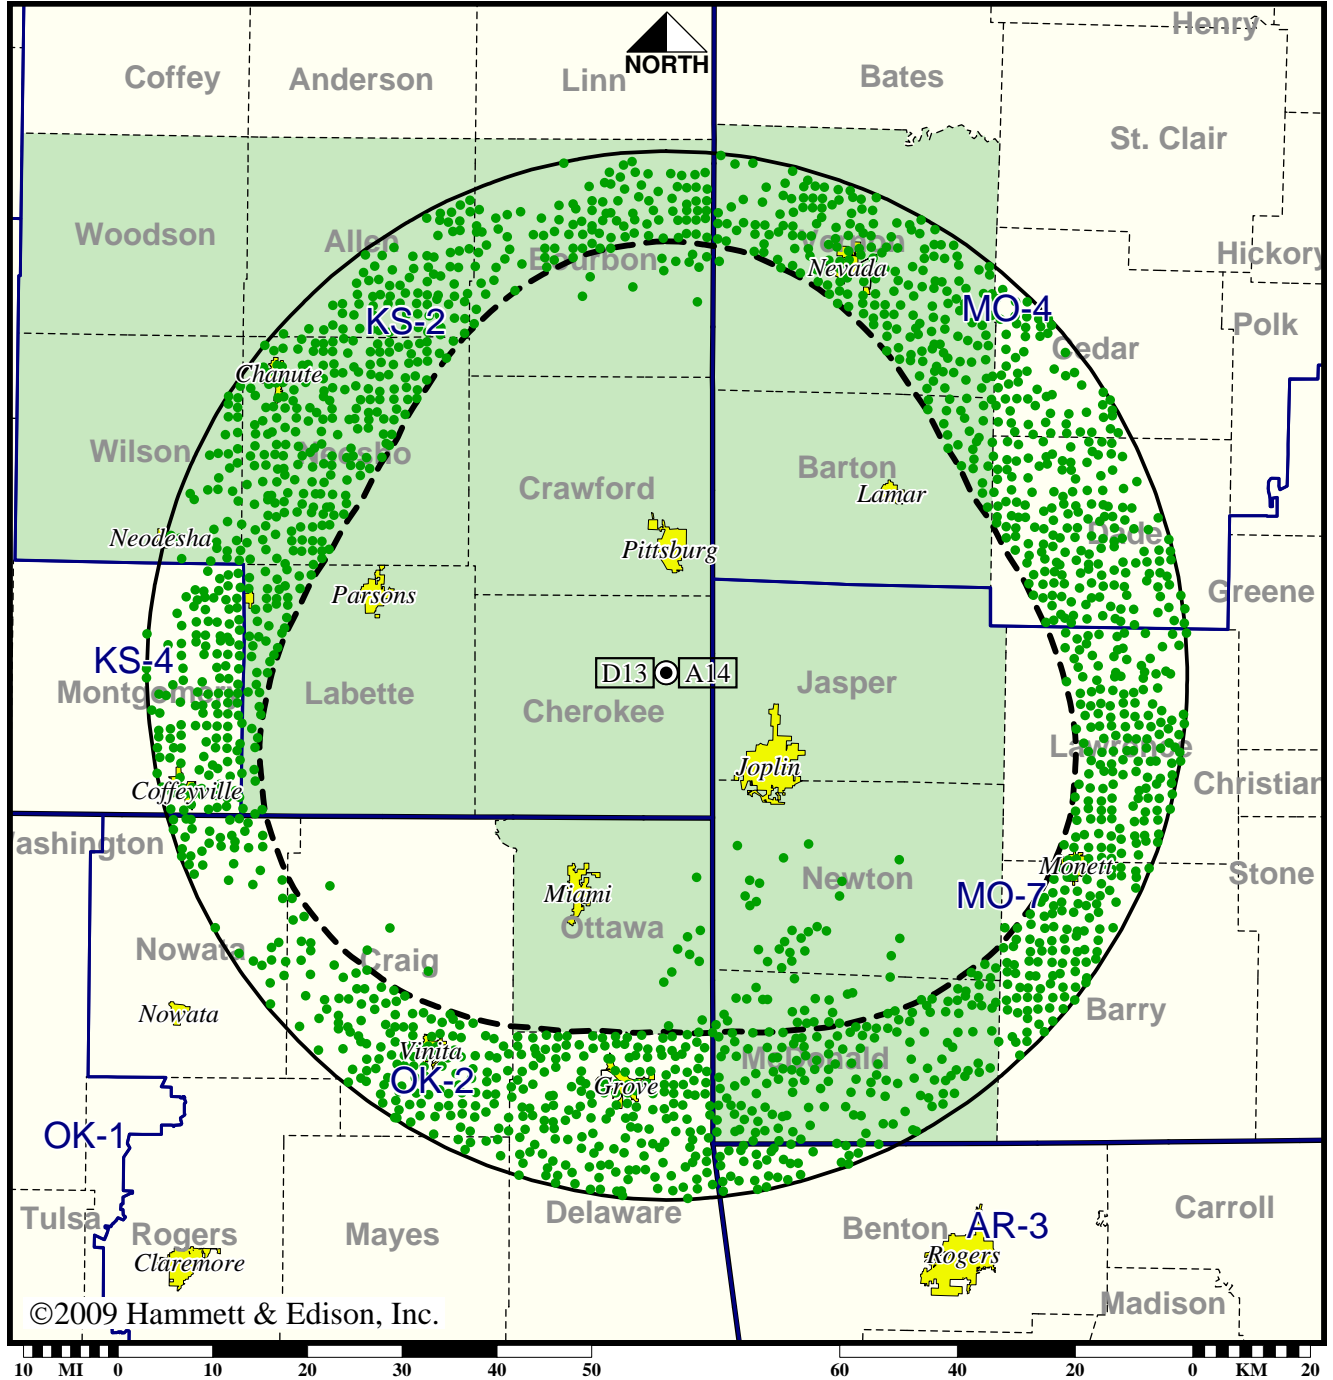 Henry
NORTH
Coffey
Anderson
Linn
Bates
St. Clair
Woodson
Allen
Bourbon
Vernon
Nevada
Hickory
KS-2
MO-4
Polk
Cedar
Chanute
Wilson
Neosho
Crawford
Barton
Lamar
Neodesha
Pittsburg
Dade
Parsons
Greene
KS-4
Montgomery
Labette
D13
A14
Jasper
Cherokee
Lawrence
Joplin
Coffeyville
Christian
ashington
Monett
Stone
Miami
Newton
MO-7
Ottawa
Nowata
Craig
Nowata
Barry
Vinita
McDonald
OK-2
Grove
OK-1
Tulsa
Rogers
Mayes
Delaware
Benton
AR-3
Carroll
Claremore
Rogers
Madison
©2009 Hammett & Edison, Inc.
10 MI 0 10 20 30 40 50 60 40 20 0 KM 20